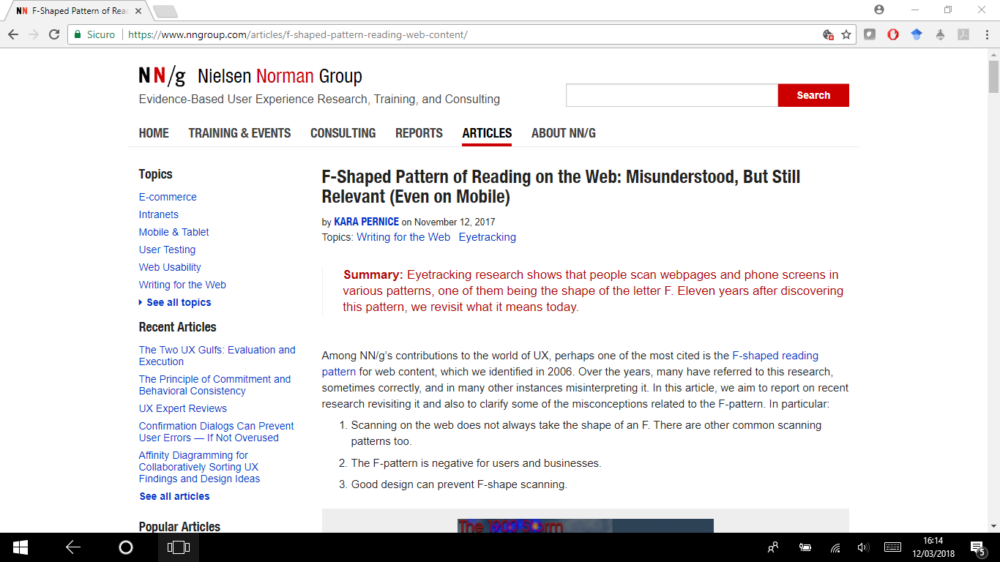 NN F-Shaped Pattern of Rea
Sicuro
https://www.nngroup.com/articles/f-shaped-pattern-reading-web-content/
NN/g Nielsen Norman Group
Evidence-Based User Experience Research, Training, and Consulting
Search
HOME TRAINING & EVENTS CONSULTING REPORTS ARTICLES ABOUT NN/G
Topics
E-commerce
Intranets
Mobile & Tablet
User Testing
Web Usability
Writing for the Web
See all topics
Recent Articles
The Two UX Gulfs: Evaluation and
Execution
The Principle of Commitment and
Behavioral Consistency
UX Expert Reviews
Confirmation Dialogs Can Prevent
User Errors — If Not Overused
Affinity Diagramming for
Collaboratively Sorting UX
Findings and Design Ideas
See all articles
Popular Articles
F-Shaped Pattern of Reading on the Web: Misunderstood, But Still
Relevant (Even on Mobile)
by KARA PERNICE on November 12, 2017
Topics: Writing for the Web Eyetracking
Summary: Eyetracking research shows that people scan webpages and phone screens in
various patterns, one of them being the shape of the letter F. Eleven years after discovering
this pattern, we revisit what it means today.
Among NN/g's contributions to the world of UX, perhaps one of the most cited is the F-shaped reading
pattern for web content, which we identified in 2006. Over the years, many have referred to this research,
sometimes correctly, and in many other instances misinterpreting it. In this article, we aim to report on recent
research revisiting it and also to clarify some of the misconceptions related to the F-pattern. In particular:
1. Scanning on the web does not always take the shape of an F. There are other common scanning
patterns too.
2. The F-pattern is negative for users and businesses.
3. Good design can prevent F-shape scanning.
The 1900 Storm
16:14
12/03/2018
5